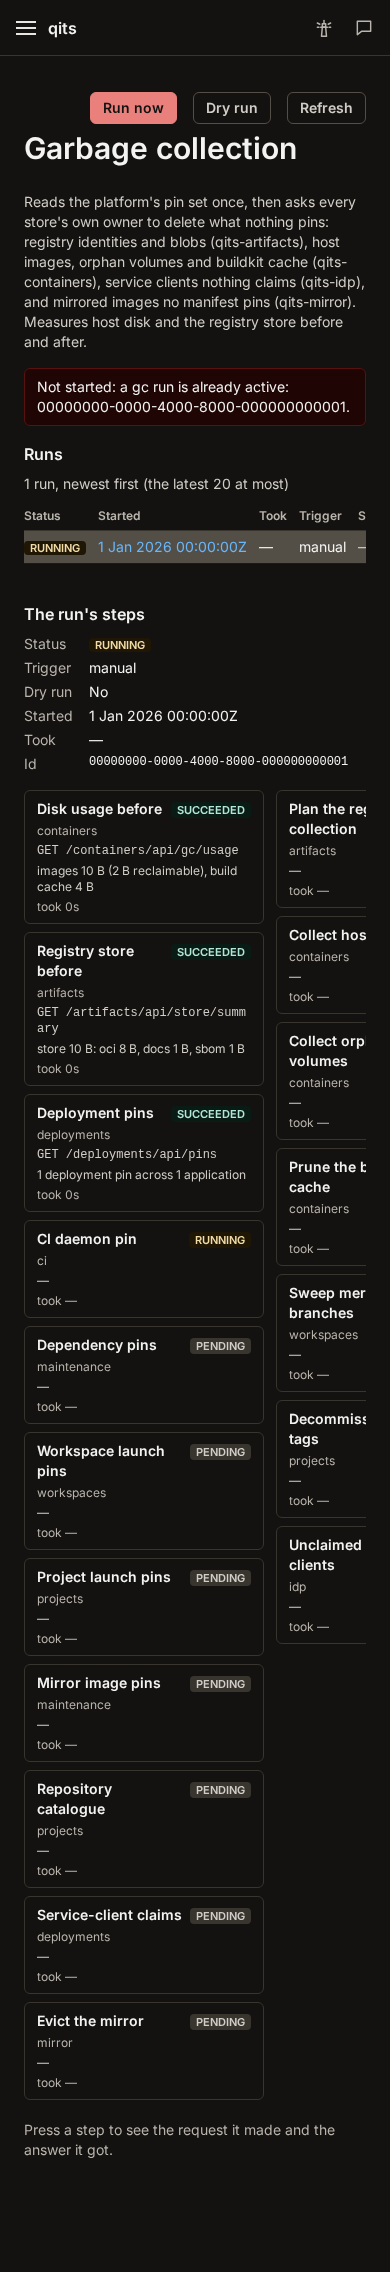 qits
Run now
Dry run
Refresh
Garbage collection
Reads the platform's pin set once, then asks every
store's own owner to delete what nothing pins:
registry identities and blobs (qits-artifacts), host
images, orphan volumes and buildkit cache (qits-
containers), service clients nothing claims (qits-idp),
and mirrored images no manifest pins (qits-mirror).
Measures host disk and the registry store before
and after.
Not started: a gc run is already active:
00000000-0000-4000-8000-000000000001.
Runs
1 run, newest first (the latest 20 at most)
Status Started Took Trigger S
RUNNING 1 Jan 2026 00:00:00Z — manual —
The run's steps
Status RUNNING
Trigger manual
Dry run No
Started 1 Jan 2026 00:00:00Z
Took —
Id 00000000-0000-4000-8000-000000000001
Disk usage before SUCCEEDED
containers
GET /containers/api/gc/usage
images 10 B (2 B reclaimable), build
cache 4 B
took 0s
Registry store
before
SUCCEEDED
artifacts
GET /artifacts/api/store/summ
ary
store 10 B: oci 8 B, docs 1 B, sbom 1 B
took 0s
Deployment pins SUCCEEDED
deployments
GET /deployments/api/pins
1 deployment pin across 1 application
took 0s
CI daemon pin RUNNING
ci
—
took —
Dependency pins PENDING
maintenance
—
took —
Workspace launch
pins
PENDING
workspaces
—
took —
Project launch pins PENDING
projects
—
took —
Mirror image pins PENDING
maintenance
—
took —
Repository
catalogue
PENDING
projects
—
took —
Service-client claims PENDING
deployments
—
took —
Evict the mirror PENDING
mirror
—
took —
Plan the reg
collection
artifacts
—
took —
Collect hos
containers
—
took —
Collect orp
volumes
containers
—
took —
Prune the b
cache
containers
—
took —
Sweep mer
branches
workspaces
—
took —
Decommiss
tags
projects
—
took —
Unclaimed
clients
idp
—
took —
Press a step to see the request it made and the
answer it got.